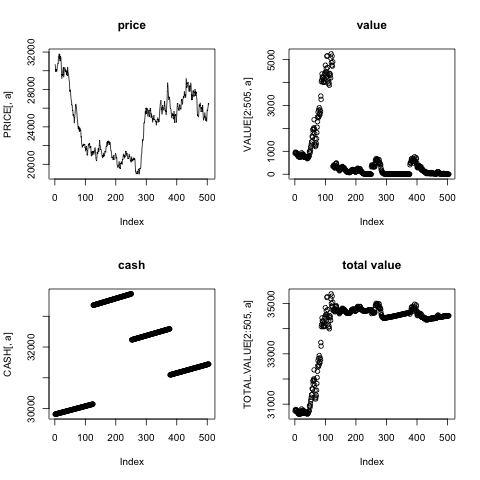 price
value
PRICE[, a]
20000 24000 28000 32000
VALUE[2:505, a]
0 1000 3000 5000
0 100 200 300 400 500
0 100 200 300 400 500
Index
Index
cash
total value
CASH[, a]
30000 32000
TOTAL.VALUE[2:505, a]
31000 33000 35000
0 100 200 300 400 500
0 100 200 300 400 500
Index
Index